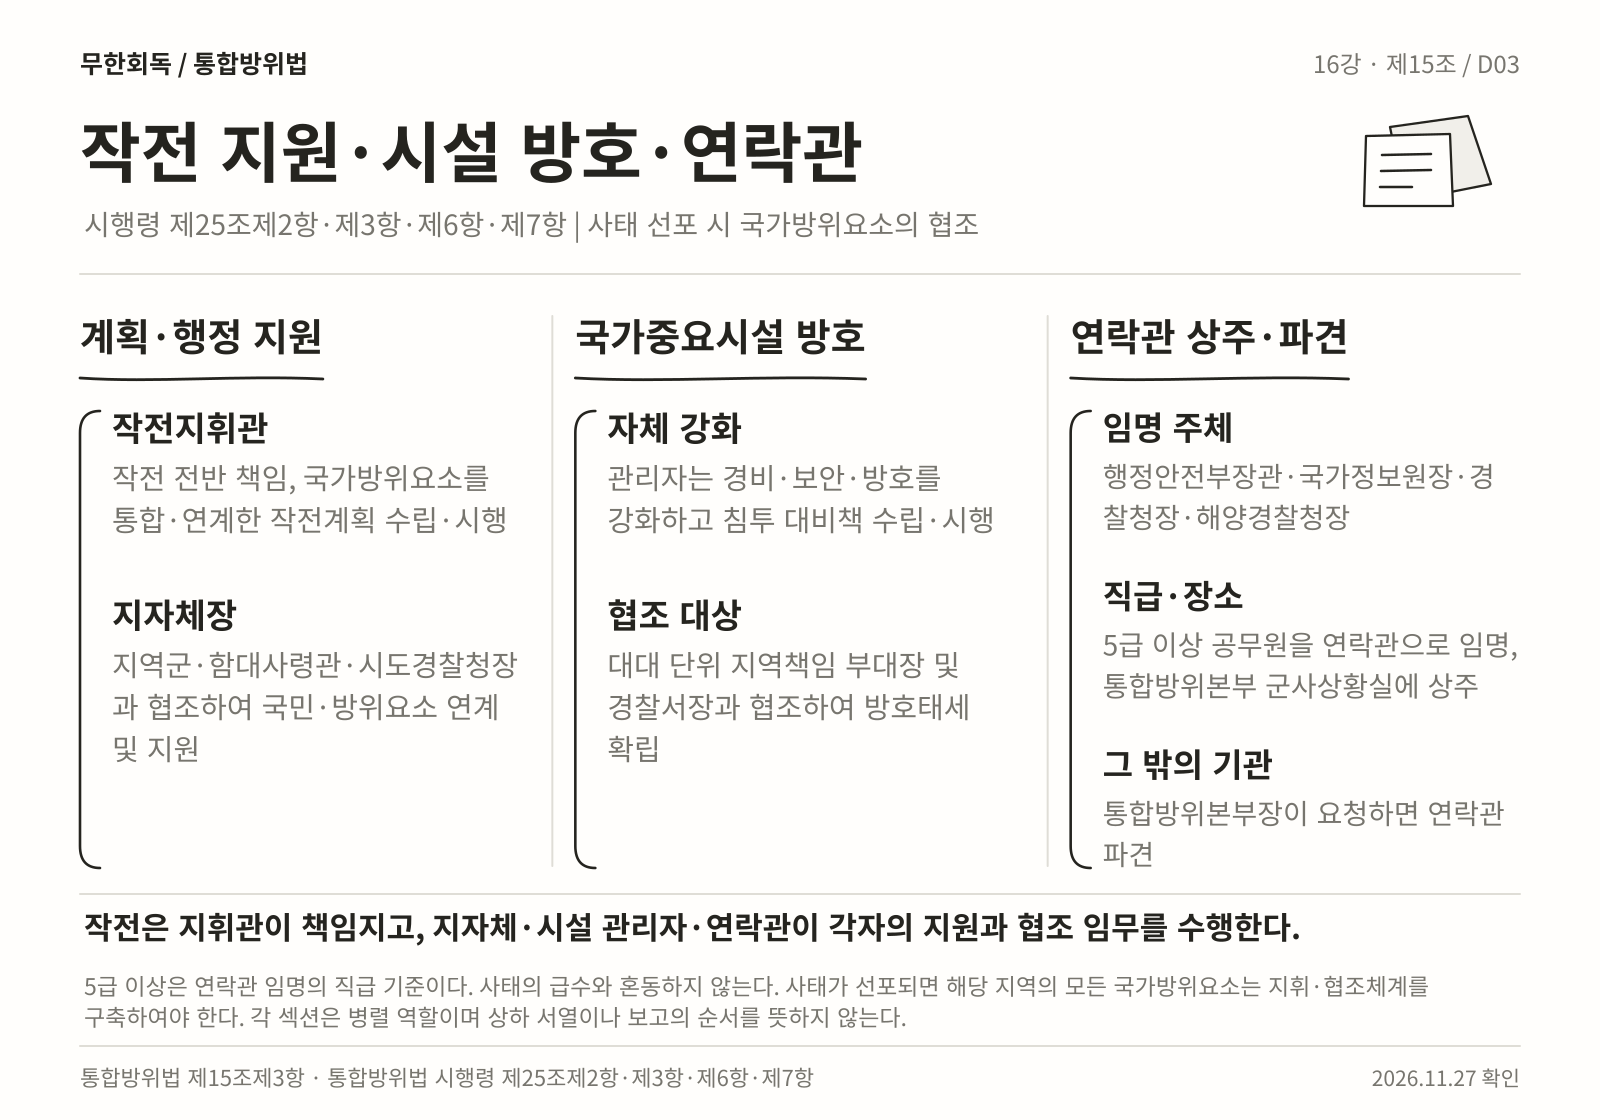 무한회독 / 통합방위법
16강 · 제15조 / D03
작전 지원·시설 방호·연락관
시행령 제25조제2항·제3항·제6항·제7항 | 사태 선포 시 국가방위요소의 협조
계획·행정 지원
작전지휘관
작전 전반 책임, 국가방위요소를
통합·연계한 작전계획 수립·시행
지자체장
지역군·함대사령관·시도경찰청장
과 협조하여 국민·방위요소 연계
및 지원
국가중요시설 방호
자체 강화
관리자는 경비·보안·방호를
강화하고 침투 대비책 수립·시행
협조 대상
대대 단위 지역책임 부대장 및
경찰서장과 협조하여 방호태세
확립
연락관 상주·파견
임명 주체
행정안전부장관·국가정보원장·경
찰청장·해양경찰청장
직급·장소
5급 이상 공무원을 연락관으로 임명,
통합방위본부 군사상황실에 상주
그 밖의 기관
통합방위본부장이 요청하면 연락관
파견
작전은 지휘관이 책임지고, 지자체·시설 관리자·연락관이 각자의 지원과 협조 임무를 수행한다.
5급 이상은 연락관 임명의 직급 기준이다. 사태의 급수와 혼동하지 않는다. 사태가 선포되면 해당 지역의 모든 국가방위요소는 지휘·협조체계를
구축하여야 한다. 각 섹션은 병렬 역할이며 상하 서열이나 보고의 순서를 뜻하지 않는다.
통합방위법 제15조제3항 · 통합방위법 시행령 제25조제2항·제3항·제6항·제7항
2026.11.27 확인